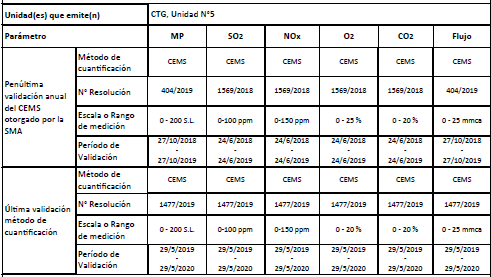 Unidad(es) que emite(n) CTG, Unidad N°5
Parámetro MP SO2 NOx O2 CO2 Flujo
Penúltima validación anual del CEMS otorgado por la SMA
Método de cuantificación CEMS CEMS CEMS CEMS CEMS CEMS
N° Resolución 404/2019 1569/2018 1569/2018 1569/2018 1569/2018 404/2019
Escala o Rango de medición 0 - 200 S.L. 0-100 ppm 0-150 ppm 0 - 25 % 0 - 20 % 0 - 25 mmca
Período de Validación 27/10/2018 - 27/10/2019 24/6/2018 - 24/6/2019 24/6/2018 - 24/6/2019 24/6/2018 - 24/6/2019 24/6/2018 - 24/6/2019 27/10/2018 - 27/10/2019
Última validación método de cuantificación
Método de cuantificación CEMS CEMS CEMS CEMS CEMS CEMS
N° Resolución 1477/2019 1477/2019 1477/2019 1477/2019 1477/2019 1477/2019
Escala o Rango de medición 0 - 200 S.L. 0-100 ppm 0-150 ppm 0 - 20 % 0 - 20 % 0 - 25 mmca
Período de Validación 29/5/2019 - 29/5/2020 29/5/2019 - 29/5/2020 29/5/2019 - 29/5/2020 29/5/2019 - 29/5/2020 29/5/2019 - 29/5/2020 29/5/2019 - 29/5/2020